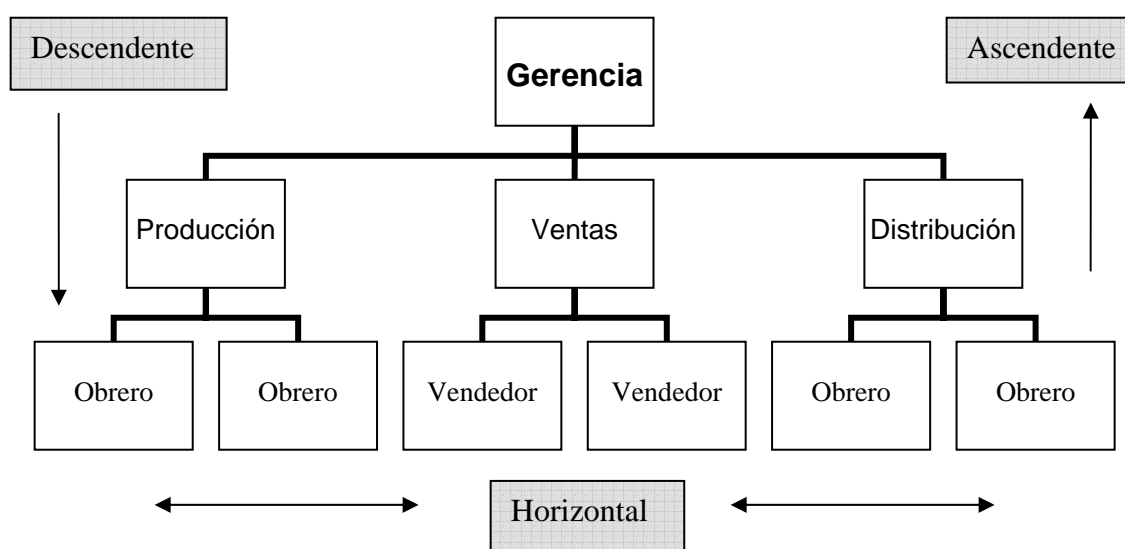 Descendente
Gerencia
Ascendente
Producción
Ventas
Distribución
Obrero
Obrero
Vendedor
Vendedor
Obrero
Obrero
Horizontal